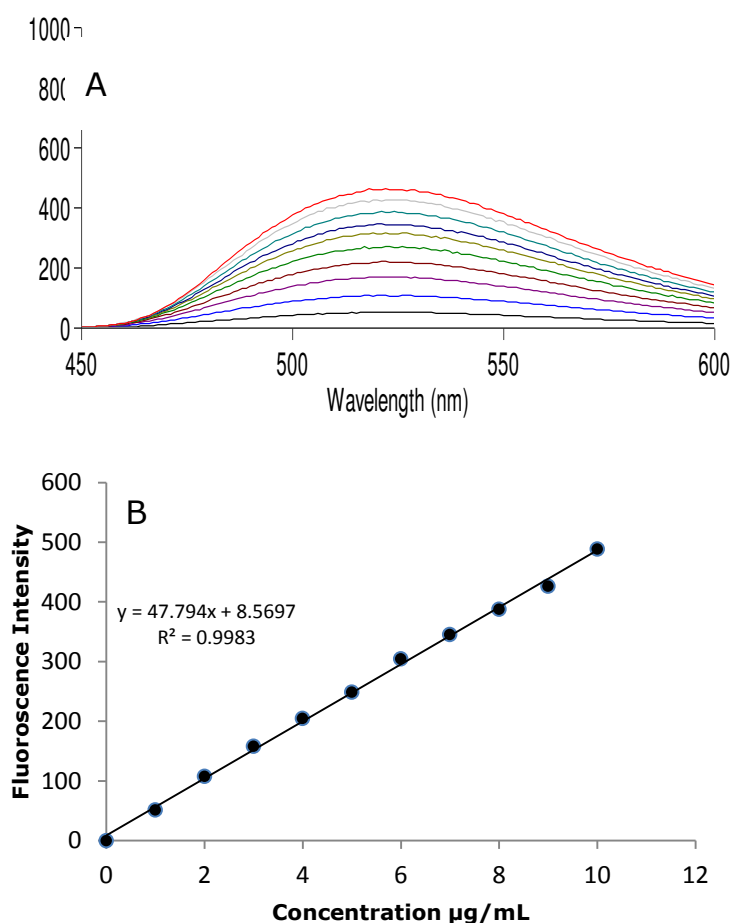 1000
800
A
600
400
200
0
450 500 550 600
Wavelength (nm)
600
B
500
400
y = 47.794x + 8.5697
R² = 0.9983
300
200
100
0
0 2 4 6 8 10 12
Fluoroscence Intensity
Concentration µg/mL